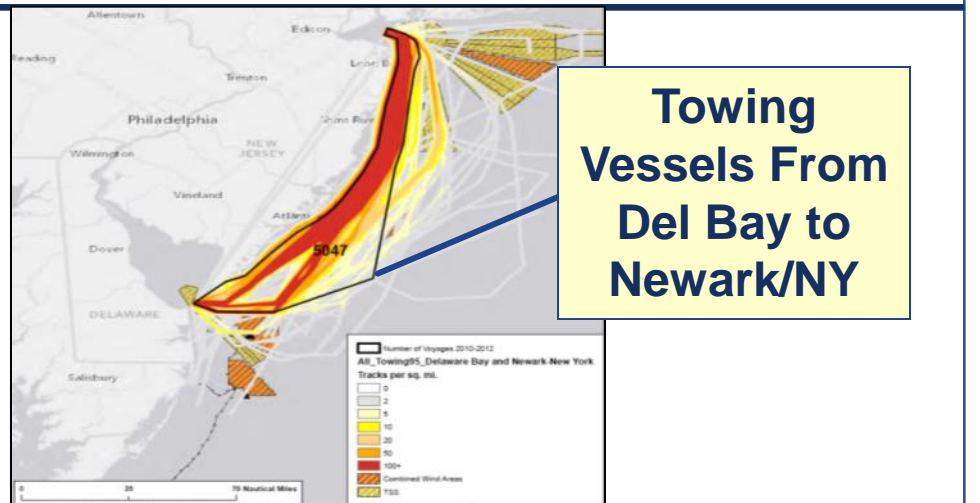 Allentown
Edison
Reading
Trenton
Philadelphia
NEW
JERSEY
Wilmington
Vineland
Atlantic
5047
Dover
DELAWARE
Salisbury
Towing
Vessels From
Del Bay to
Newark/NY
Number of Voyages 2010-2012
All_Towing95_Delaware Bay and Newark-New York
Tracks per sq. mi.
0
2
5
10
20
50
100+
Combined Wind Areas
TSS
0 35 70 Nautical Miles